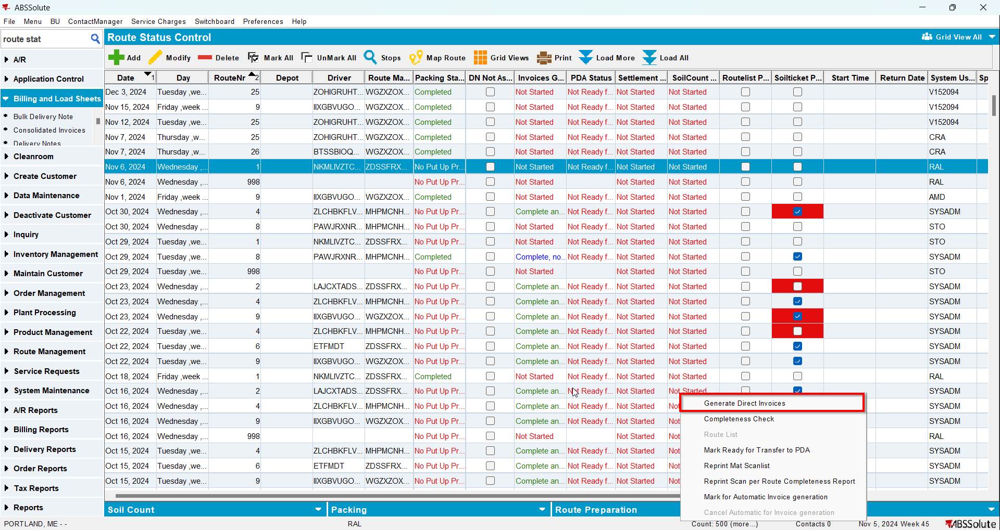 ABSSolute
File Menu BU ContactManager Service Charges Switchboard Preferences Help
route stat
Route Status Control
Grid View All
Add Modify Delete Mark All UnMark All Stops Map Route Grid Views Print Load More Load All
A/R
Application Control
Billing and Load Sheets
Bulk Delivery Note
Consolidated Invoices
Delivery Notes
Cleanroom
Create Customer
Data Maintenance
Deactivate Customer
Inquiry
Inventory Management
Maintain Customer
Order Management
Plant Processing
Product Management
Route Management
Service Requests
System Maintenance
A/R Reports
Billing Reports
Delivery Reports
Order Reports
Tax Reports
Reports
Date 1 Day RouteNr 2 Depot Driver Route Ma... Packing Sta... DN Not As... Invoices G... PDA Status Settlement ... SoilCount ... Routelist P... Soilticket P... Start Time Return Date System Us... Sp
Dec 3, 2024 Tuesday ,we... 25 ZOHIGRUHT... WGZXZOX... Completed Not Started Not Ready f... Not Started Not Started V152094
Nov 15, 2024 Friday ,week ... 9 IIXGBVUGO... WGZXZOX... Completed Not Started Not Ready f... Not Started Not Started V152094
Nov 12, 2024 Tuesday ,we... 25 ZOHIGRUHT... WGZXZOX... Completed Not Started Not Ready f... Not Started Not Started V152094
Nov 7, 2024 Thursday ,w... 25 ZOHIGRUHT... WGZXZOX... Completed Not Started Not Ready f... Not Started Not Started CRA
Nov 7, 2024 Thursday ,w... 26 BTSSBIOQ... WGZXZOX... Completed Not Started Not Ready f... Not Started Not Started CRA
Nov 6, 2024 Wednesday ,... 1 NKMLIVZTC... ZDSSFRX... No Put Up Pr... Not Started Not Ready f... Not Started Not Started RAL
Nov 6, 2024 Wednesday ,... 998 No Put Up Pr... Not Started Not Started Not Started RAL
Nov 1, 2024 Friday ,week ... 9 IIXGBVUGO... WGZXZOX... Completed Not Started Not Ready f... Not Started Not Started AMD
Oct 30, 2024 Wednesday ,... 4 ZLCHBKFLV... MHPMCNH... No Put Up Pr... Complete an... Not Ready f... Not Started Not Started SYSADM
Oct 30, 2024 Wednesday ,... 8 PAWJRXNR... MHPMCNH... No Put Up Pr... Not Started Not Ready f... Not Started Not Started STO
Oct 29, 2024 Tuesday ,we... 1 NKMLIVZTC... ZDSSFRX... No Put Up Pr... Not Started Not Ready f... Not Started Not Started STO
Oct 29, 2024 Tuesday ,we... 8 PAWJRXNR... MHPMCNH... Completed Complete, no... Not Ready f... Not Started Not Started SYSADM
Oct 29, 2024 Tuesday ,we... 998 No Put Up Pr... Not Started Not Started Not Started STO
Oct 23, 2024 Wednesday ,... 2 LAJCXTADS... ZDSSFRX... No Put Up Pr... Complete an... Not Ready f... Not Started Not Started SYSADM
Oct 23, 2024 Wednesday ,... 4 ZLCHBKFLV... MHPMCNH... No Put Up Pr... Complete an... Not Ready f... Not Started Not Started SYSADM
Oct 23, 2024 Wednesday ,... 9 IIXGBVUGO... WGZXZOX... No Put Up Pr... Complete an... Not Ready f... Not Started Not Started SYSADM
Oct 22, 2024 Tuesday ,we... 4 ZLCHBKFLV... MHPMCNH... No Put Up Pr... Complete an... Not Ready f... Not Started Not Started SYSADM
Oct 22, 2024 Tuesday ,we... 6 ETFMDT ZDSSFRX... No Put Up Pr... Complete an... Not Ready f... Not Started Not Started SYSADM
Oct 22, 2024 Tuesday ,we... 9 IIXGBVUGO... WGZXZOX... No Put Up Pr... Complete an... Not Ready f... Not Started Not Started SYSADM
Oct 18, 2024 Friday ,week ... 1 NKMLIVZTC... ZDSSFRX... Completed Not Started Not Ready f... Not Started Not Started RAL
Oct 16, 2024 Wednesday ,... 2 LAJCXTADS... ZDSSFRX... No Put Up Pr... Complete an... Not Ready f... Not Started Not Started SYSADM
Oct 16, 2024 Wednesday ,... 4 ZLCHBKFLV... MHPMCNH... No Put Up Pr... Complete an... Not Ready f... Not Started Not SYSADM
Oct 16, 2024 Wednesday ,... 9 IIXGBVUGO... WGZXZOX... No Put Up Pr... Complete an... Not Ready f... Not Started Not SYSADM
Oct 16, 2024 Wednesday ,... 998 No Put Up Pr... Not Started Not Started Not RAL
Oct 15, 2024 Tuesday ,we... 4 ZLCHBKFLV... MHPMCNH... No Put Up Pr... Complete an... Not Ready f... Not Started Not SYSADM
Oct 15, 2024 Tuesday ,we... 6 ETFMDT ZDSSFRX... No Put Up Pr... Complete an... Not Ready f... Not Started Not SYSADM
Oct 15, 2024 Tuesday ,we... 9 IIXGBVUGO... WGZXZOX... No Put Up Pr... Complete an... Not Ready f... Not Started Not SYSADM
Generate Direct Invoices
Completeness Check
Route List
Mark Ready for Transfer to PDA
Reprint Mat Scanlist
Reprint Scan per Route Completeness Report
Mark for Automatic Invoice generation
Cancel Automatic for Invoice generation
Soil Count Packing Route Preparation
PORTLAND, ME - - RAL Count: 500 (more...) Contacts 0 Nov 5, 2024 Week 45 ABSSolute